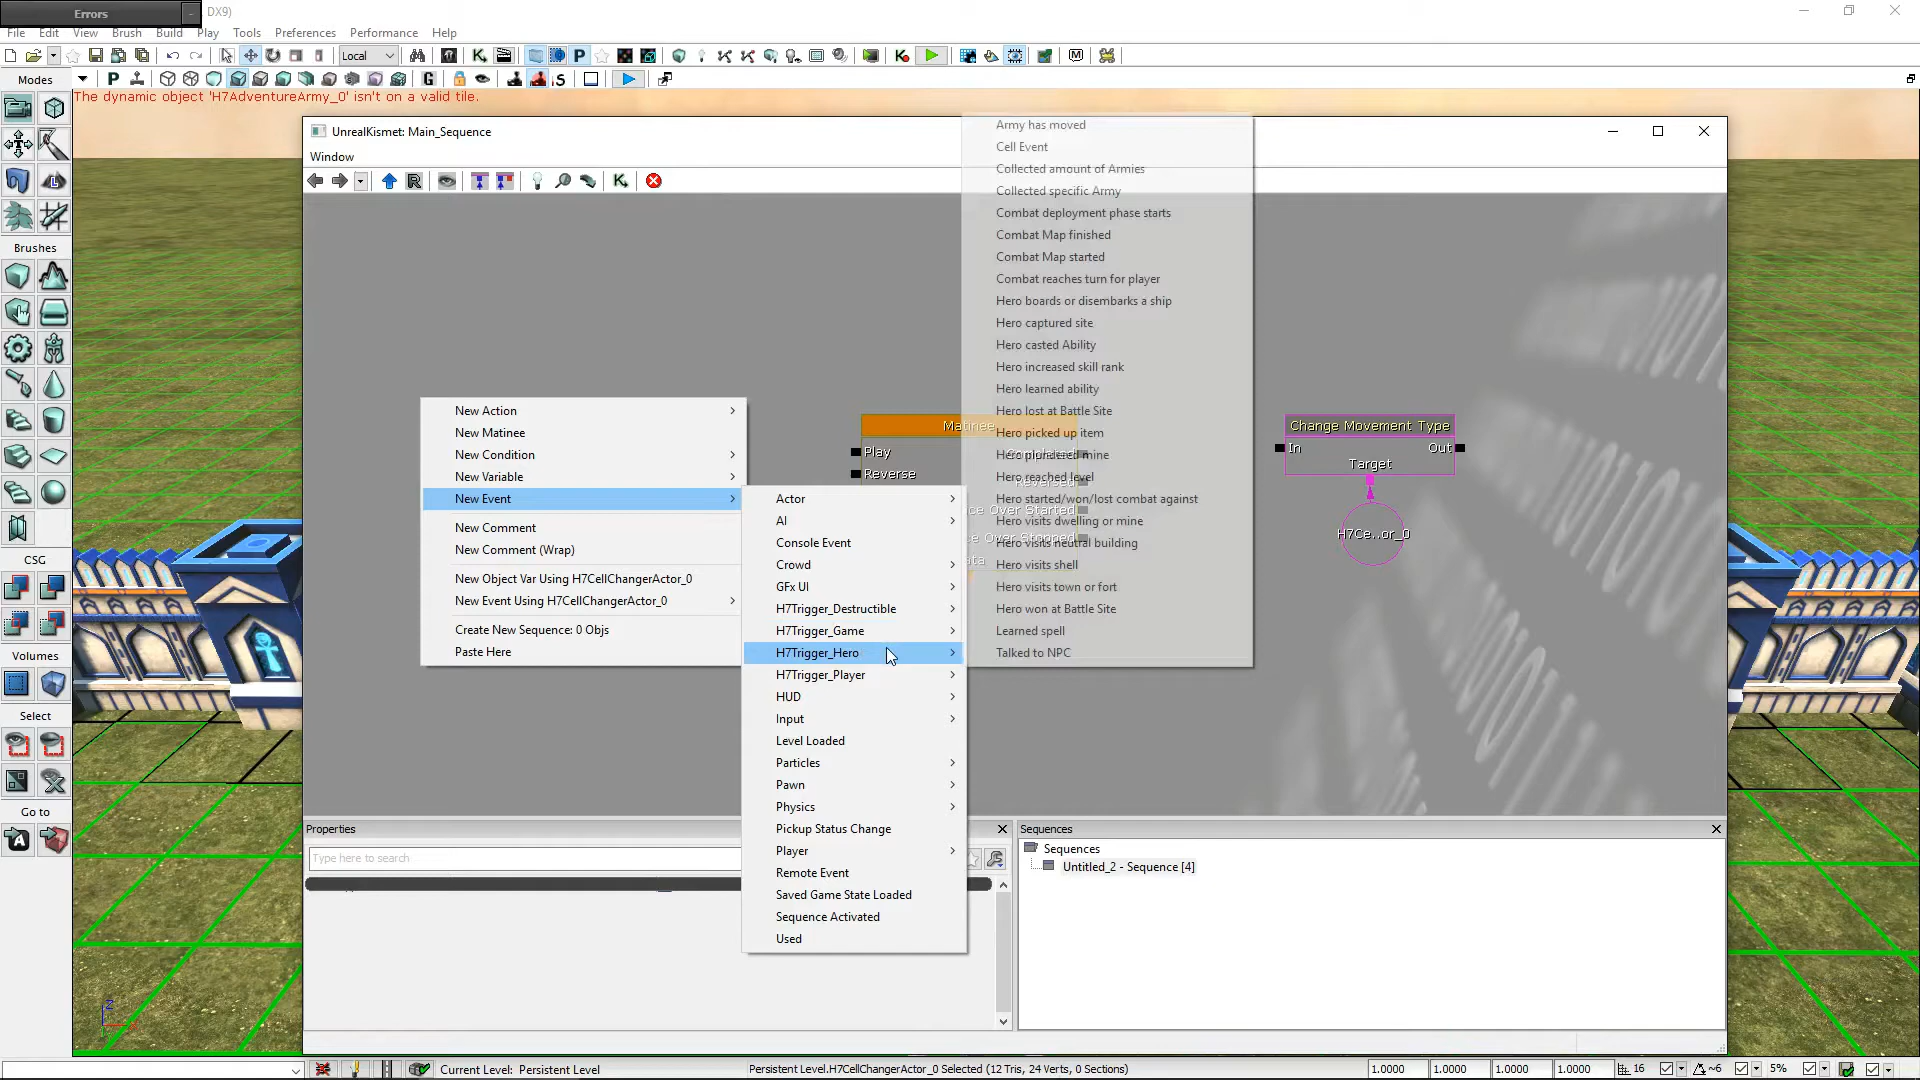 Errors
DX9)
File Edit View Brush Build Play Tools Preferences Performance Help
Local
Modes
The dynamic object 'H7AdventureArmy_0' isn't on a valid tile.
UnrealKismet: Main_Sequence
Window
Brushes
CSG
Volumes
Select
Go to
Army has moved
Cell Event
Collected amount of Armies
Collected specific Army
Combat deployment phase starts
Combat Map finished
Combat Map started
Combat reaches turn for player
Hero boards or disembarks a ship
Hero captured site
Hero casted Ability
Hero increased skill rank
Hero learned ability
Hero lost at Battle Site
Hero picked up item
Hero plundered mine
Hero reached level
Hero started/won/lost combat against
Hero visits dwelling or mine
Hero visits neutral building
Hero visits shell
Hero visits town or fort
Hero won at Battle Site
Learned spell
Talked to NPC
New Action
New Matinee
New Condition
New Variable
New Event
New Comment
New Comment (Wrap)
New Object Var Using H7CellChangerActor_0
New Event Using H7CellChangerActor_0
Create New Sequence: 0 Objs
Paste Here
Matinee
Play
Reverse
Completed
Reversed
Actor
AI
Console Event
Crowd
GFx UI
H7Trigger_Destructible
H7Trigger_Game
H7Trigger_Hero
H7Trigger_Player
HUD
Input
Level Loaded
Particles
Pawn
Physics
Pickup Status Change
Player
Remote Event
Saved Game State Loaded
Sequence Activated
Used
Change Movement Type
In Out
Target
H7Ce..or_0
Properties
Type here to search
Sequences
Sequences
Untitled_2 - Sequence [4]
Current Level: Persistent Level
Persistent Level.H7CellChangerActor_0 Selected (12 Tris, 24 Verts, 0 Sections)
1.0000 1.0000 1.0000 1.0000 16 ~6 5%